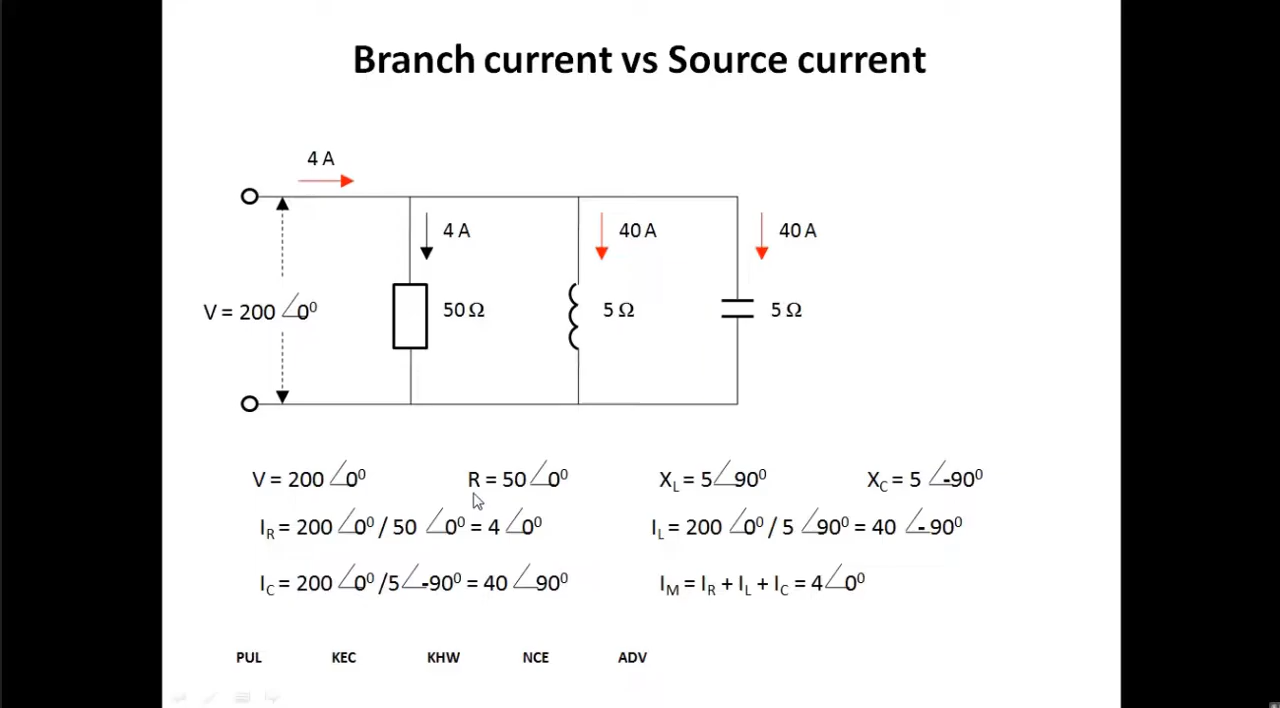 Branch current vs Source current
4 A
4 A
40 A
40 A
V = 200 ∠0⁰
50 Ω
5 Ω
5 Ω
V = 200 ∠0⁰ R = 50 ∠0⁰ X_L = 5∠90⁰ X_C = 5 ∠-90⁰
I_R = 200 ∠0⁰ / 50 ∠0⁰ = 4 ∠0⁰ I_L = 200 ∠0⁰ / 5 ∠90⁰ = 40 ∠-90⁰
I_C = 200 ∠0⁰ /5∠-90⁰ = 40 ∠90⁰ I_M = I_R + I_L + I_C = 4∠0⁰
PUL KEC KHW NCE ADV